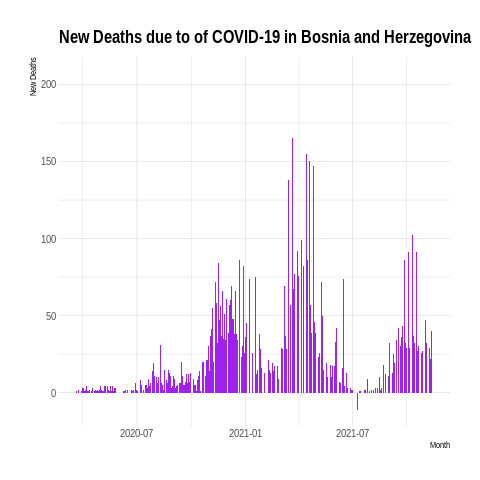 New Deaths due to of COVID-19 in Bosnia and Herzegovina
New Deaths
200
150
100
50
0
2020-07 2021-01 2021-07
Month